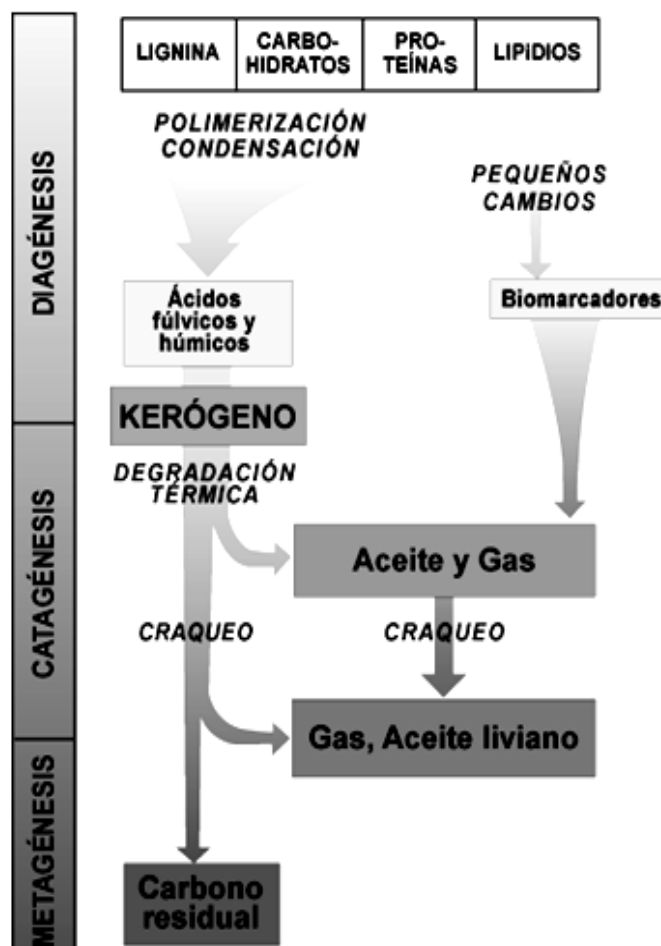 LIGNINA
CARBO-
HIDRATOS
PRO-
TEÍNAS
LIPíDIOS
POLIMERIZACIÓN
CONDENSACIÓN
PEQUEÑOS
CAMBIOS
DIAGÉNESIS
Ácidos
fúlvicos y
húmicos
Biomarcadores
KERÓGENO
DEGRADACIÓN
TÉRMICA
CATAGÉNESIS
Aceite y Gas
CRAQUEO
CRAQUEO
Gas, Aceite liviano
METAGÉNESIS
Carbono
residual